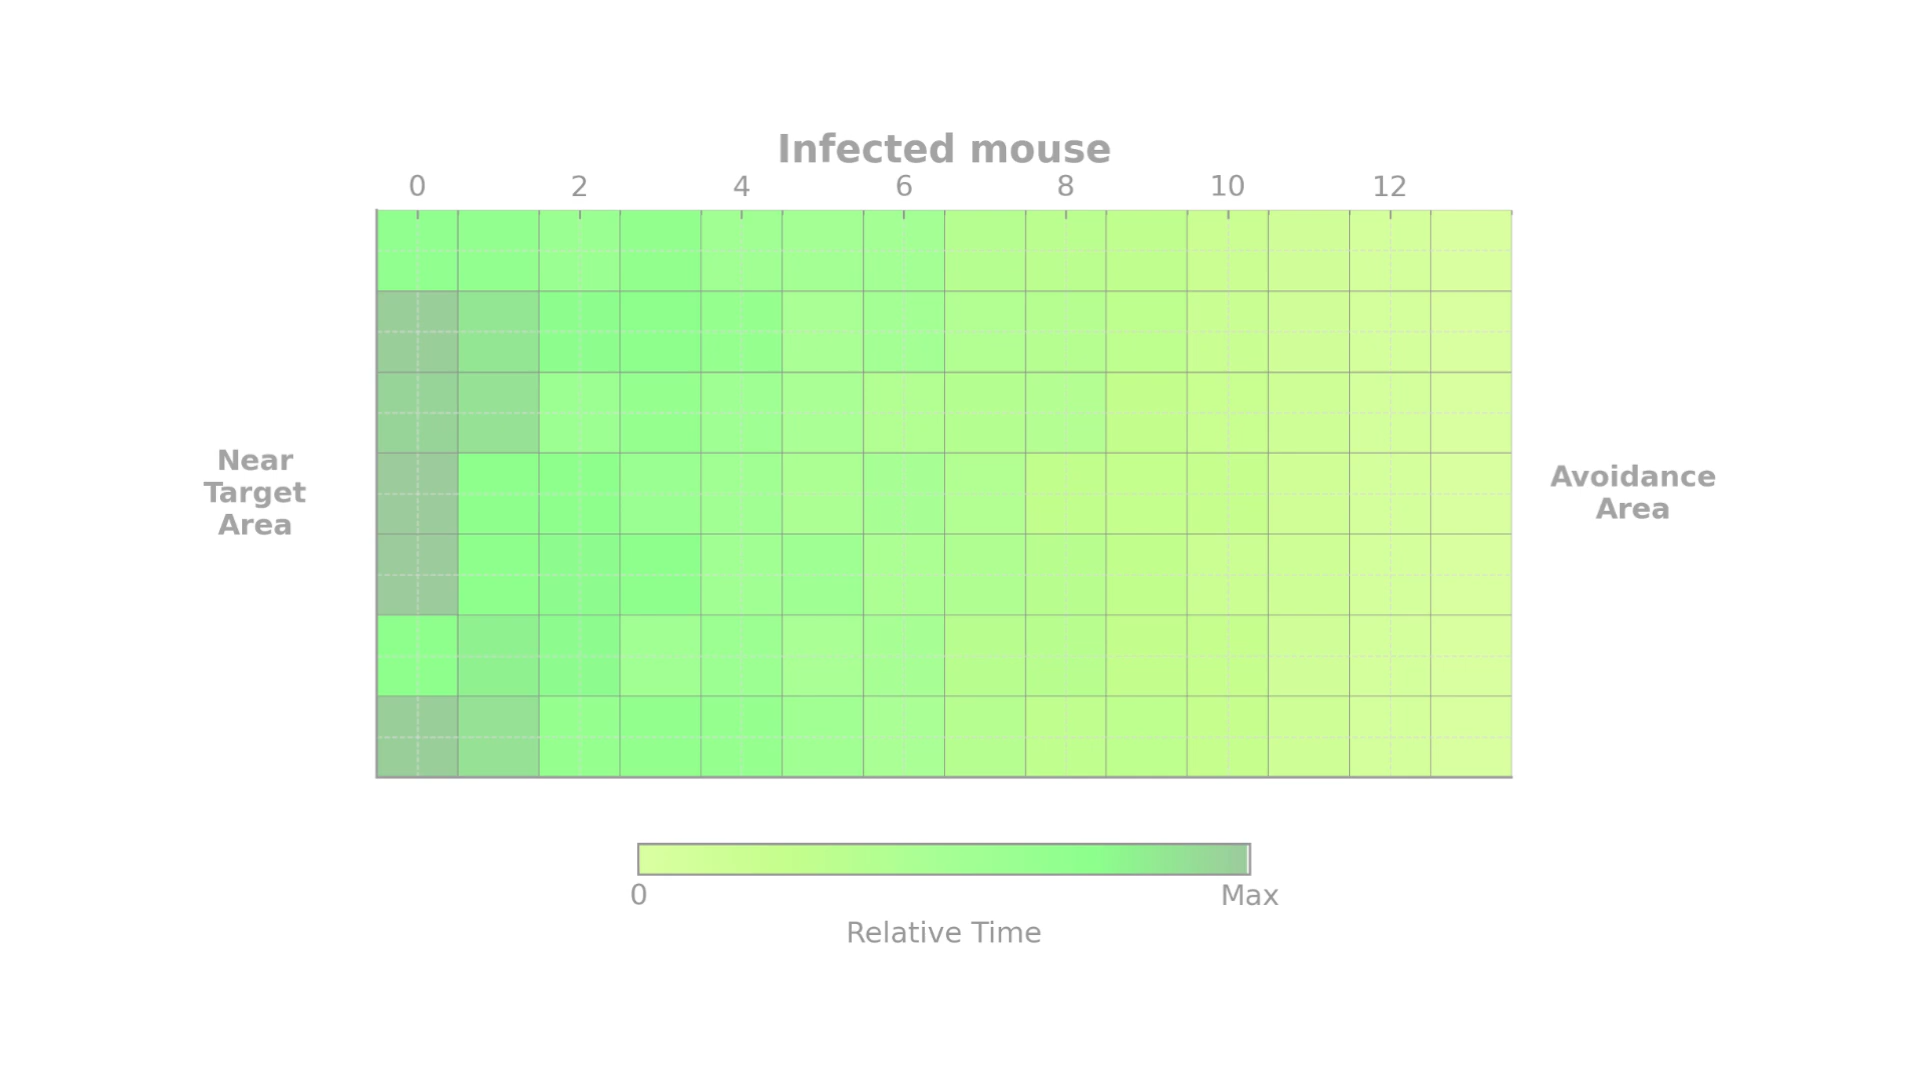 Infected mouse
0 2 4 6 8 10 12
Near
Target
Area
Avoidance
Area
0 Max
Relative Time